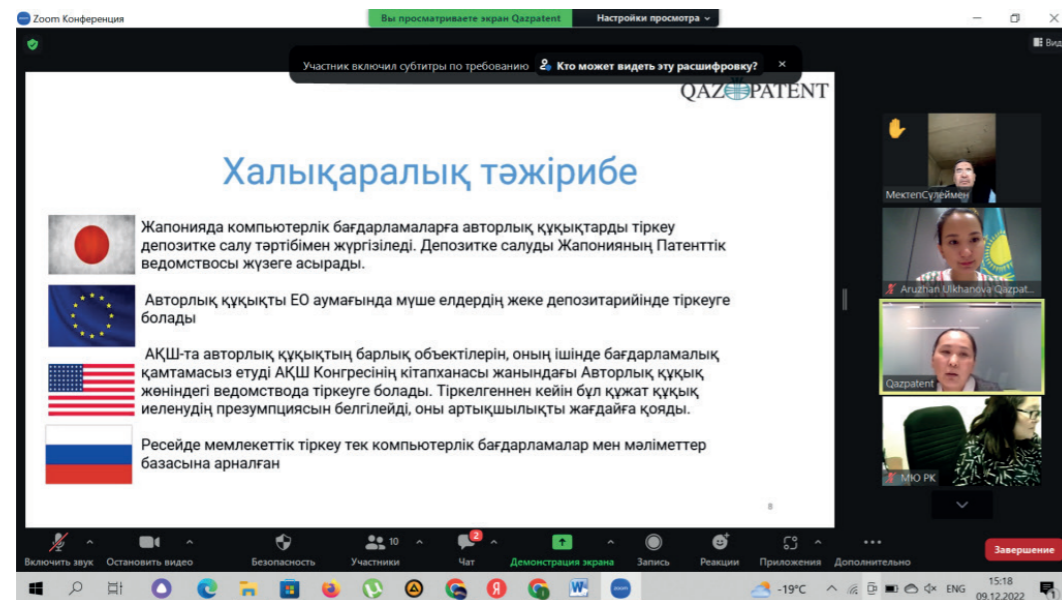 Zoom Конференция
Вы просматриваете экран Qazpatent
Настройки просмотра
Вид
Участник включил субтитры по требованию
Кто может видеть эту расшифровку?
QAZPATENT
Халықаралық тәжірибе
Жапонияда компьютерлік бағдарламаларға авторлық құқықтарды тіркеу
депозитке салу тәртібімен жүргізіледі. Депозитке салуды Жапонияның Патенттік
ведомствосы жүзеге асырады.
Авторлық құқықты ЕО аумағында мүше елдердің жеке депозитарийінде тіркеуге
болады
АҚШ-та авторлық құқықтың барлық объектілерін, оның ішінде бағдарламалық
қамтамасыз етуді АҚШ Конгресінің кітапханасы жанындағы Авторлық құқық
жөніндегі ведомствода тіркеуге болады. Тіркелгеннен кейін бұл құжат құқық
иеленудің презумпциясын белгілейді, оны артықшылықты жағдайға қояды.
Ресейде мемлекеттік тіркеу тек компьютерлік бағдарламалар мен мәліметтер
базасына арналған
8
МектепСүлеймен
Aruzhan Ulkhanova Qazpat...
Qazpatent
МЮ РК
Включить звук
Остановить видео
Безопасность
10
Участники
2
Чат
Демонстрация экрана
Запись
Реакции
Приложения
Дополнительно
Завершение
-19°C
ENG
15:18
09.12.2022